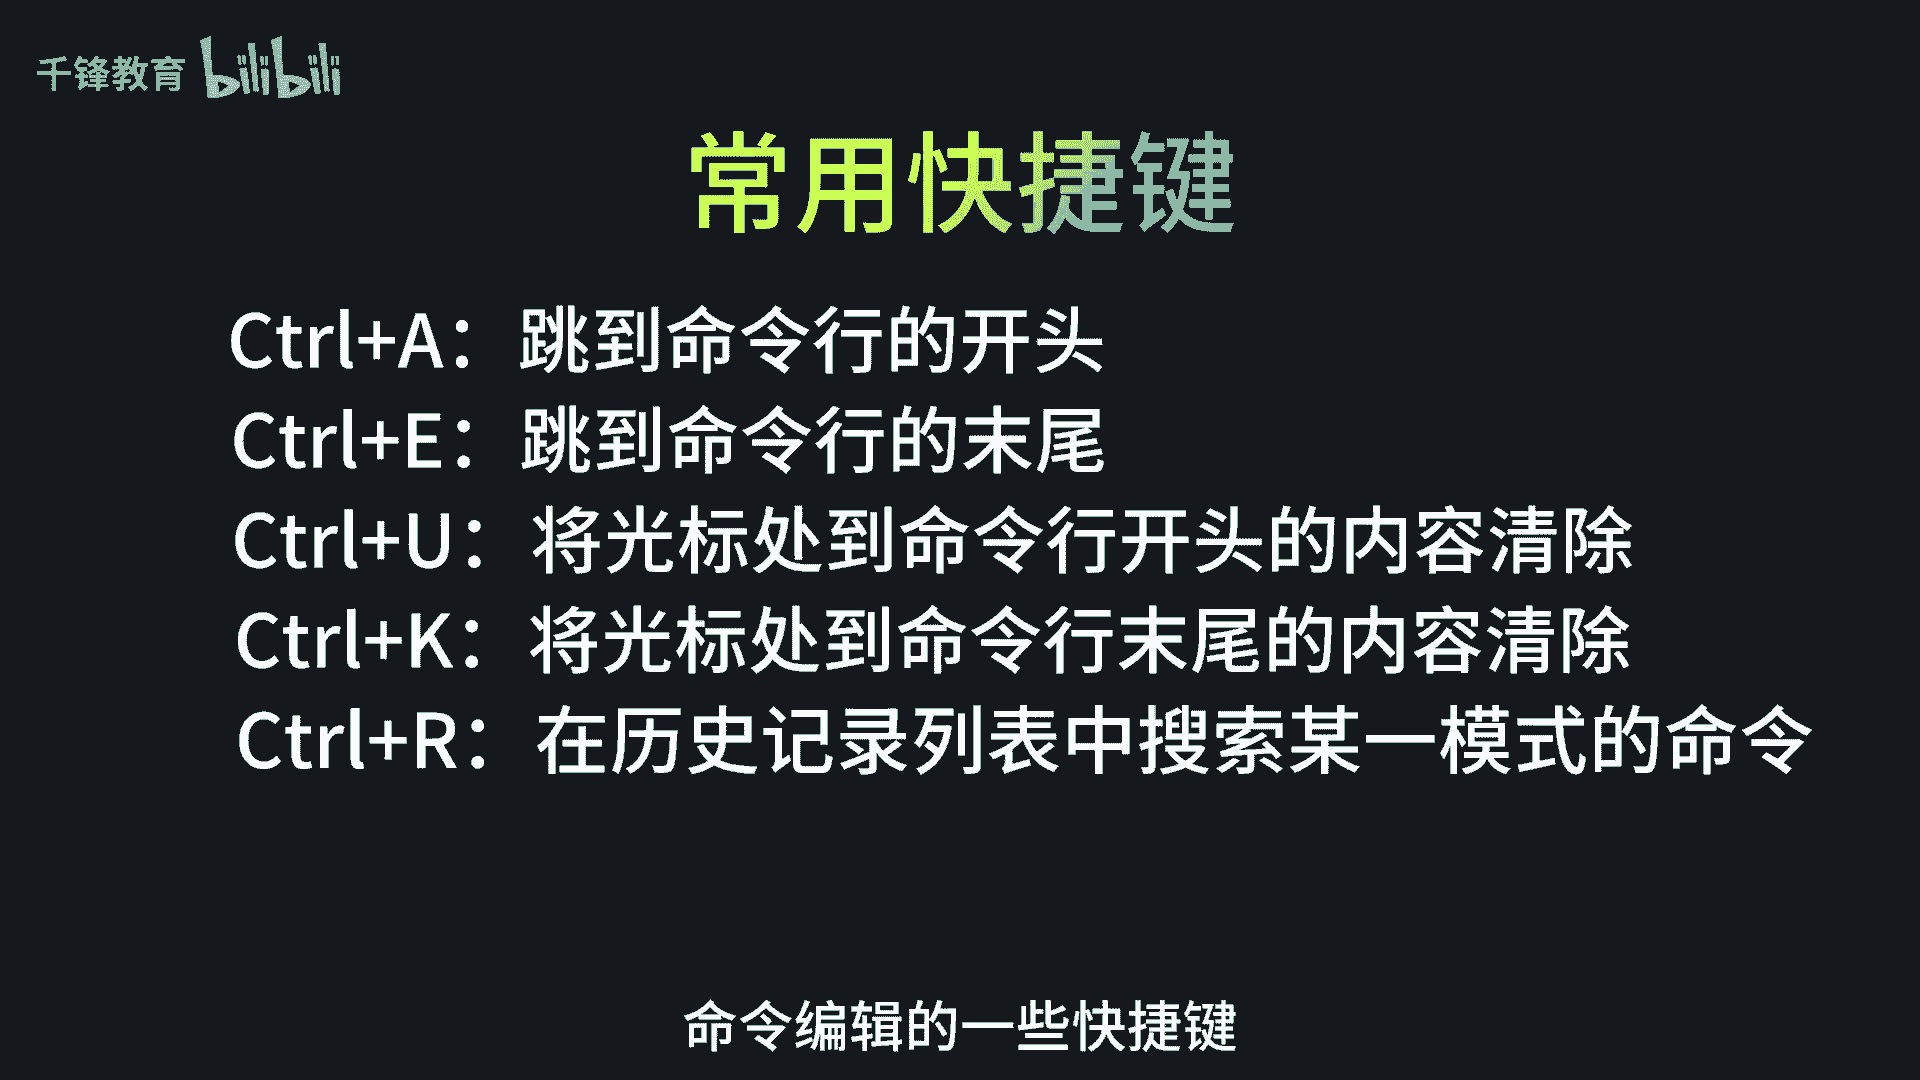 千锋教育 bilibili
常用快捷键
Ctrl+A：跳到命令行的开头
Ctrl+E：跳到命令行的末尾
Ctrl+U：将光标处到命令行开头的内容清除
Ctrl+K：将光标处到命令行末尾的内容清除
Ctrl+R：在历史记录列表中搜索某一模式的命令
命令编辑的一些快捷键